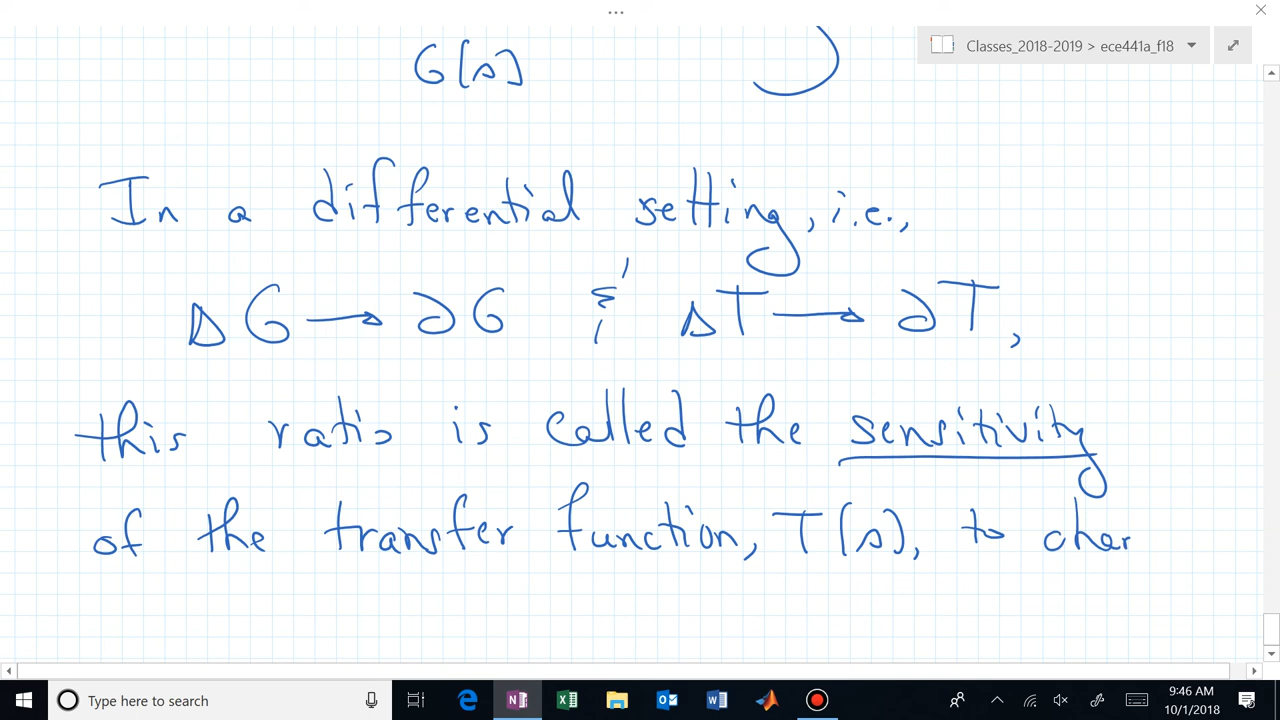 Classes_2018-2019 > ece441a_f18
G(s)
In a differential setting, i.e.,
ΔG → ∂G & ΔT → ∂T,
this ratio is called the sensitivity
of the transfer function, T(s), to char
Type here to search
9:46 AM
10/1/2018